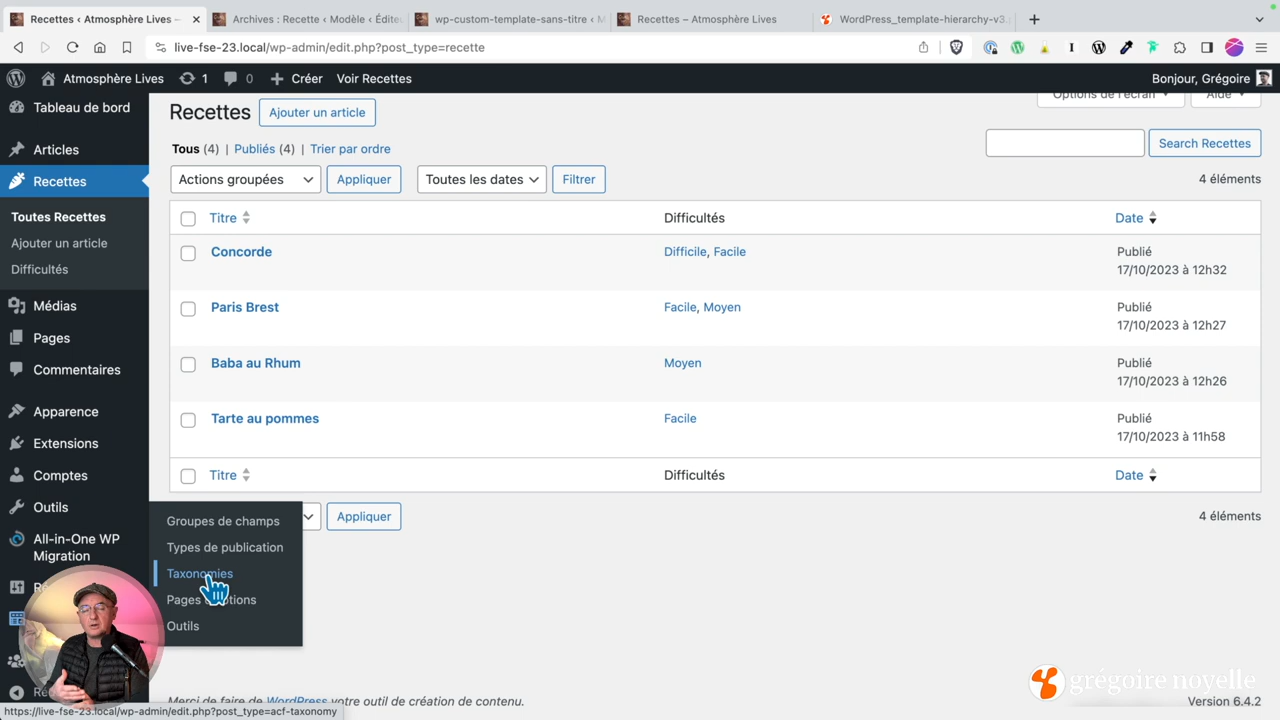 Recettes ‹ Atmosphère Lives –
Archives : Recette ‹ Modèle ‹ Éditeu
wp-custom-template-sans-titre ‹ M
Recettes – Atmosphère Lives
WordPress_template-hierarchy-v3.
live-fse-23.local/wp-admin/edit.php?post_type=recette
Atmosphère Lives
1
0
Créer
Voir Recettes
Bonjour, Grégoire
Tableau de bord
Articles
Recettes
Toutes Recettes
Ajouter un article
Difficultés
Médias
Pages
Commentaires
Apparence
Extensions
Comptes
Outils
All-in-One WP
Migration
Recettes
Ajouter un article
Options de l'écran
Aide
Tous (4) | Publiés (4) | Trier par ordre
Search Recettes
Actions groupées
Appliquer
Toutes les dates
Filtrer
4 éléments
Titre
Difficultés
Date
Concorde
Difficile, Facile
Publié
17/10/2023 à 12h32
Paris Brest
Facile, Moyen
Publié
17/10/2023 à 12h27
Baba au Rhum
Moyen
Publié
17/10/2023 à 12h26
Tarte au pommes
Facile
Publié
17/10/2023 à 11h58
Titre
Difficultés
Date
Appliquer
4 éléments
Groupes de champs
Types de publication
Taxonomies
Pages
Outils
Merci de faire de WordPress votre outil de création de contenu.
grégoire noyelle
Version 6.4.2
https://live-fse-23.local/wp-admin/edit.php?post_type=acf-taxonomy